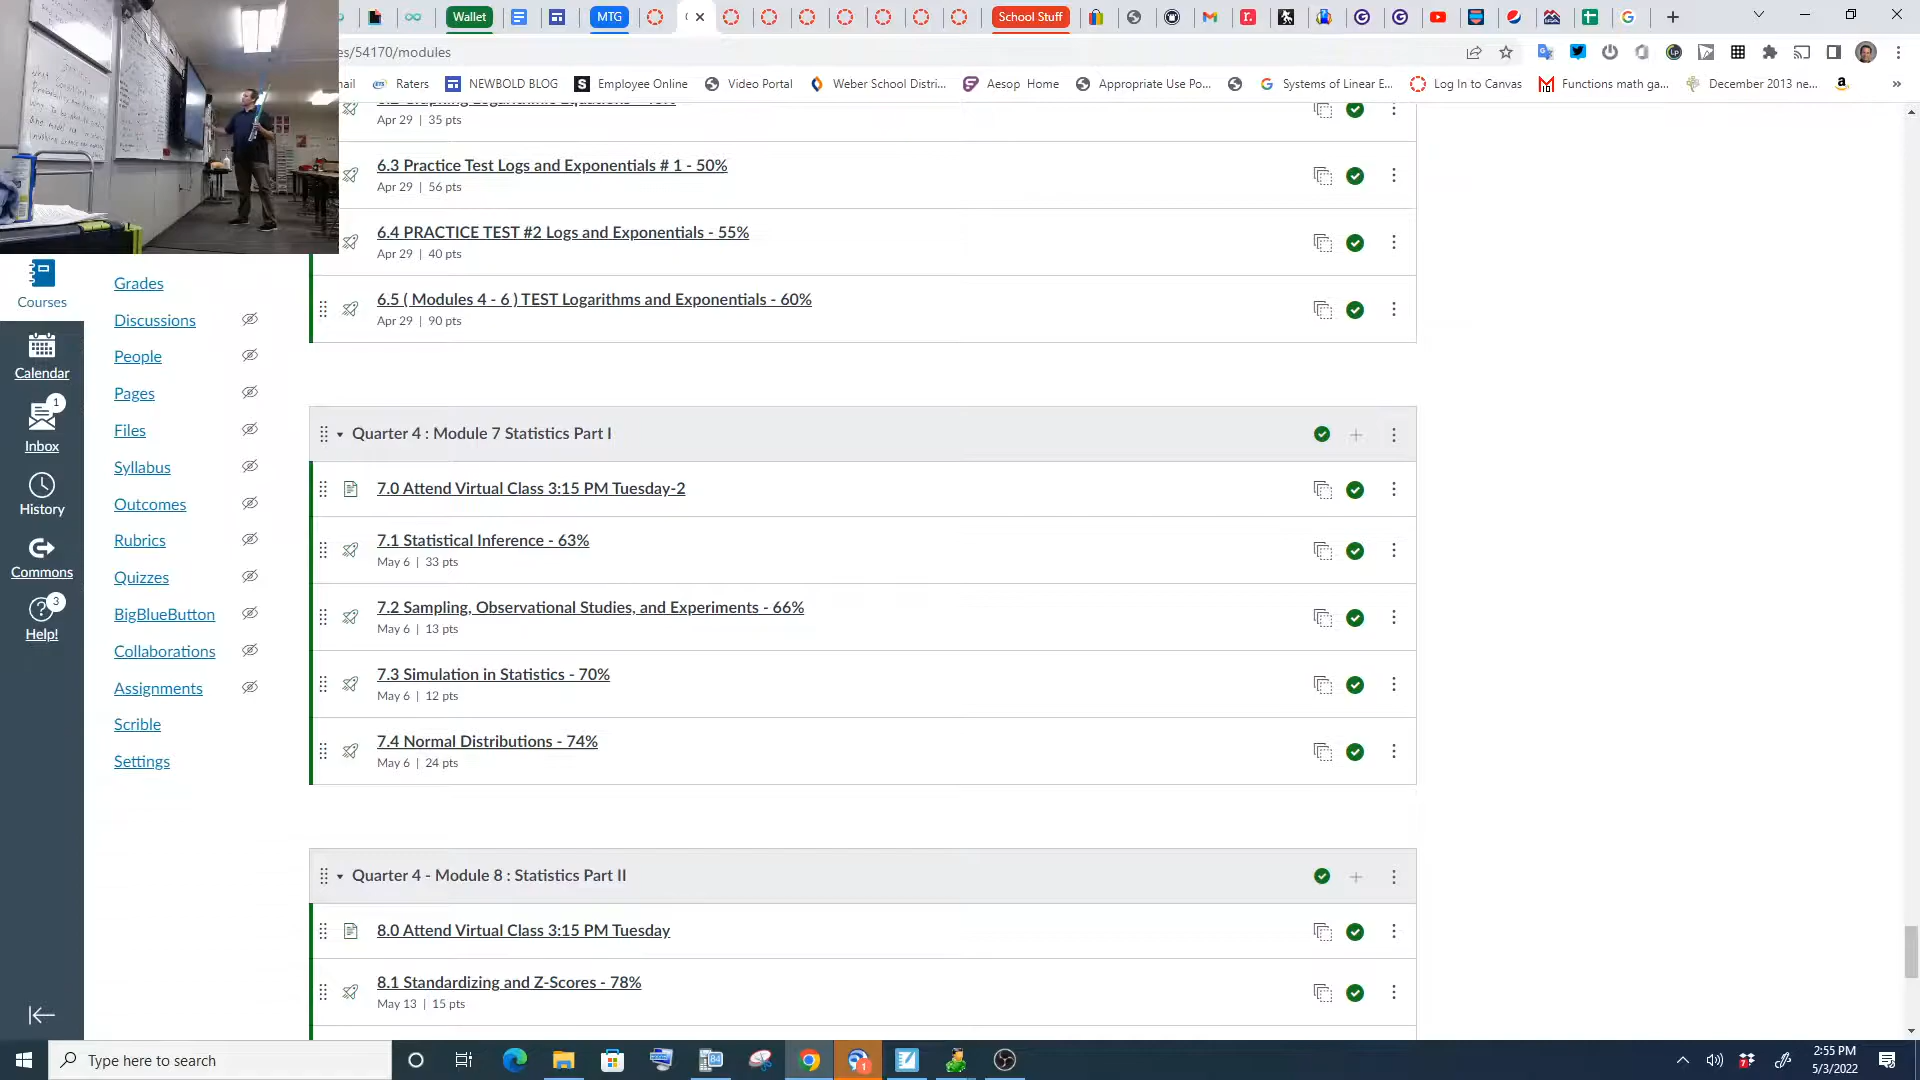 Wallet
MTG
School Stuff
es/54170/modules
mail
Raters
NEWBOLD BLOG
Employee Online
Video Portal
Weber School Distri...
Aesop Home
Appropriate Use Po...
Systems of Linear E...
Log In to Canvas
Functions math ga...
December 2013 ne...
»
Apr 29 | 35 pts
6.3 Practice Test Logs and Exponentials # 1 - 50%
Apr 29 | 56 pts
6.4 PRACTICE TEST #2 Logs and Exponentials - 55%
Apr 29 | 40 pts
6.5 ( Modules 4 - 6 ) TEST Logarithms and Exponentials - 60%
Apr 29 | 90 pts
Courses
Calendar
1
Inbox
History
Commons
3
Help!
Grades
Discussions
People
Pages
Files
Syllabus
Outcomes
Rubrics
Quizzes
BigBlueButton
Collaborations
Assignments
Scrible
Settings
Quarter 4 : Module 7 Statistics Part I
7.0 Attend Virtual Class 3:15 PM Tuesday-2
7.1 Statistical Inference - 63%
May 6 | 33 pts
7.2 Sampling, Observational Studies, and Experiments - 66%
May 6 | 13 pts
7.3 Simulation in Statistics - 70%
May 6 | 12 pts
7.4 Normal Distributions - 74%
May 6 | 24 pts
Quarter 4 - Module 8 : Statistics Part II
8.0 Attend Virtual Class 3:15 PM Tuesday
8.1 Standardizing and Z-Scores - 78%
May 13 | 15 pts
Type here to search
2:55 PM
5/3/2022